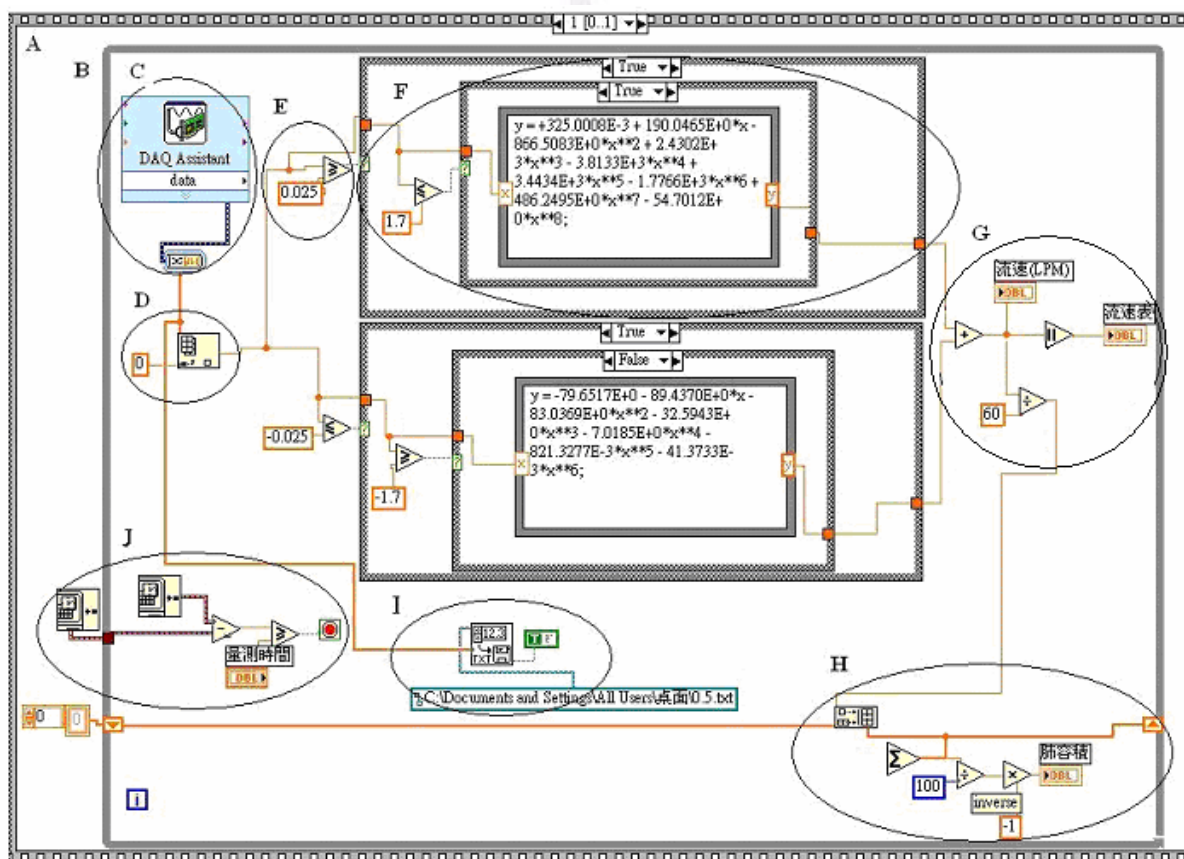 1 [0..1]
A
B
C
DAQ Assistant
data
D
0
E
0.025
F
True
True
1.7
y = +325.0008E-3 + 190.0465E+0*x -
866.5083E+0*x**2 + 2.4302E+
3*x**3 - 3.8133E+3*x**4 +
3.4434E+3*x**5 - 1.7766E+3*x**6 +
486.2495E+0*x**7 - 54.7012E+
0*x**8;
x
y
G
流速(LPM)
DBL
流速表
DBL
+
÷
60
True
False
-0.025
-1.7
y = -79.6517E+0 - 89.4370E+0*x -
83.0369E+0*x**2 - 32.5943E+
0*x**3 - 7.0185E+0*x**4 -
821.3277E-3*x**5 - 41.3733E-
3*x**6;
x
y
J
量測時間
DBL
I
12.3
TXT
T F
C:\Documents and Settings\All Users\桌面\0.5.txt
H
0
0
Σ
÷
×
肺容積
DBL
100
inverse
-1
i